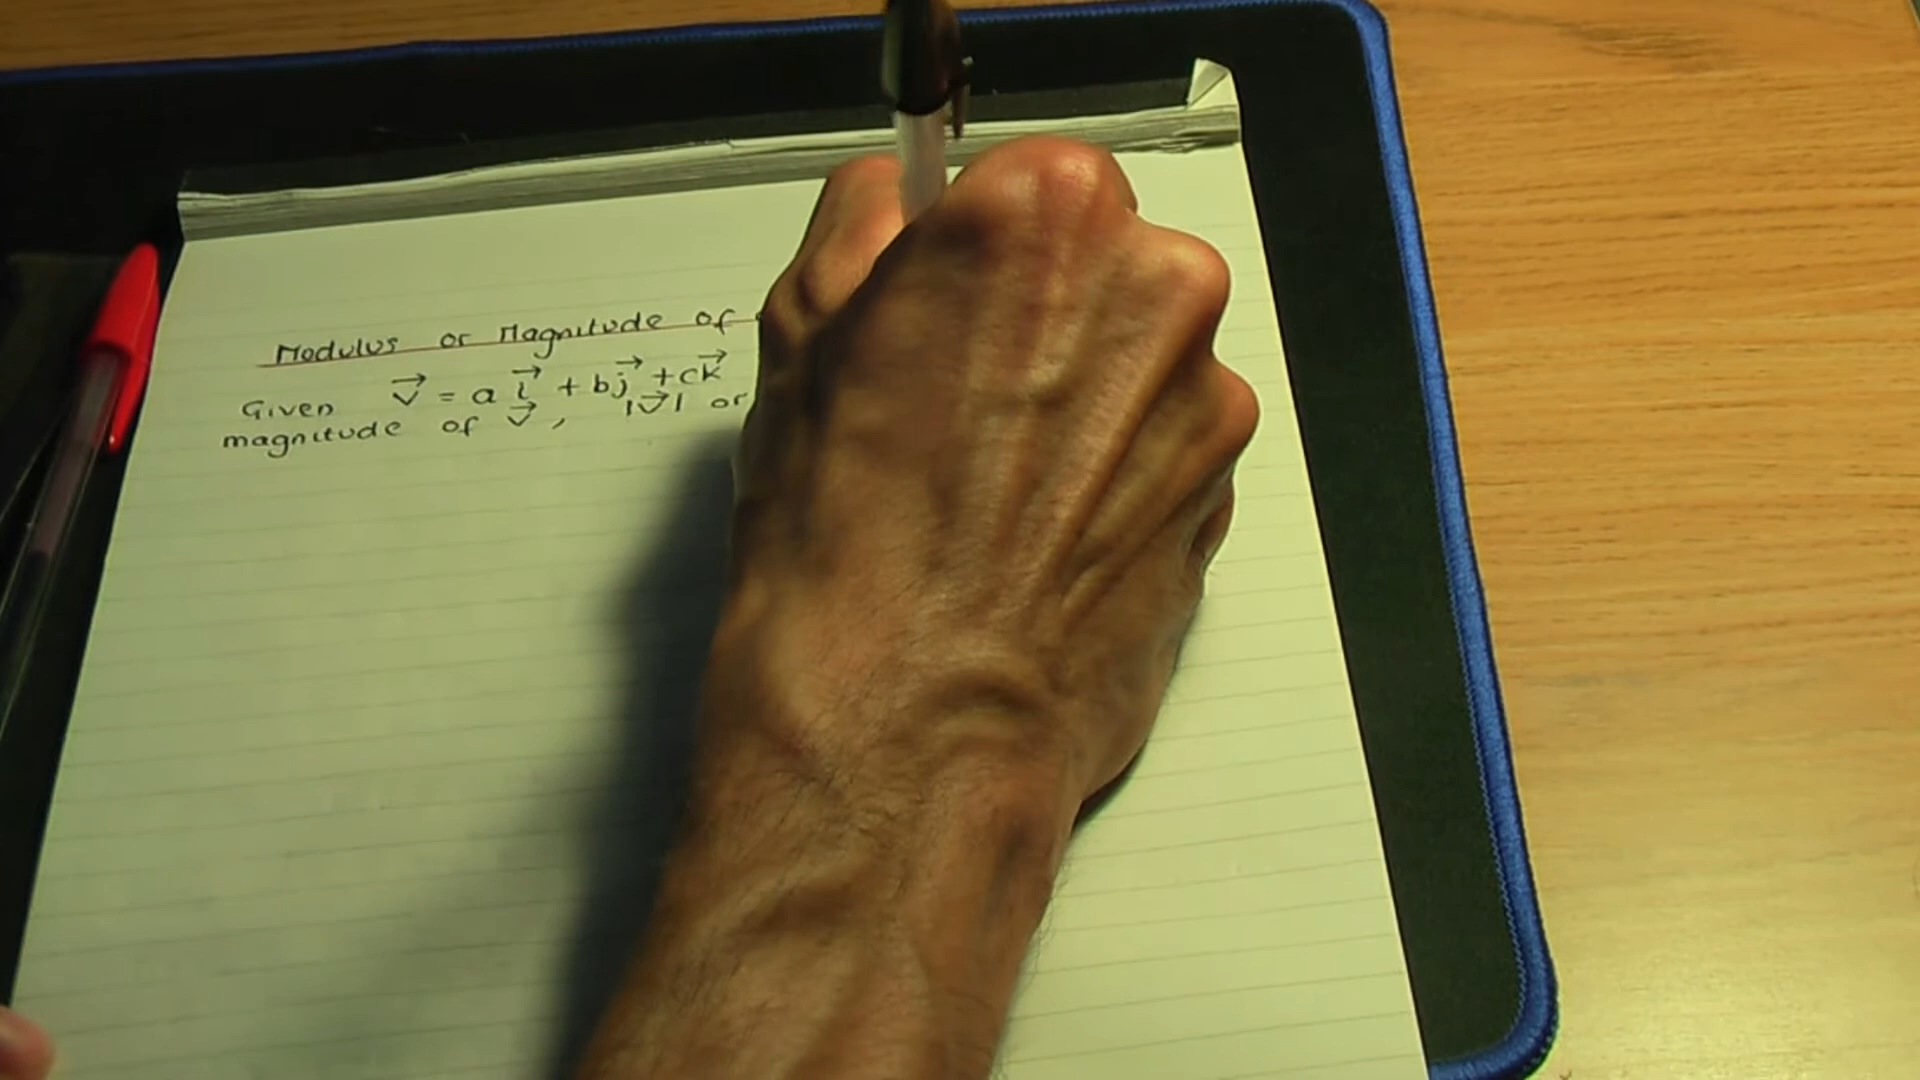 Modulus or Magnitude of
Given v⃗ = a i⃗ + b j⃗ + c k⃗
magnitude of v⃗ , |v⃗| or